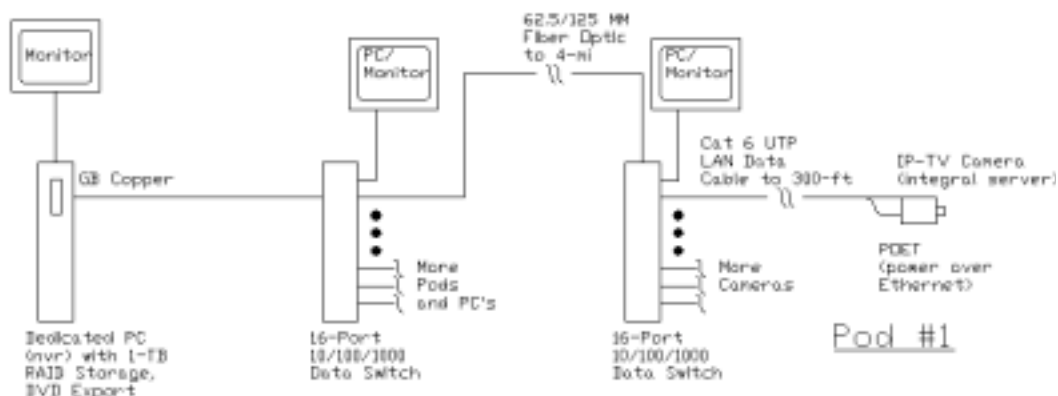 Monitor
PC/
Monitor
62.5/125 MM
Fiber Optic
to 4-mi
PC/
Monitor
GB Copper
Cat 6 UTP
LAN Data
Cable to 300-ft
IP-TV Camera
(integral server)
More
Pods
and PC's
More
Cameras
POET
(power over
Ethernet)
Dedicated PC
(nvr) with 1-TB
RAID Storage,
DVD Export
16-Port
10/100/1000
Data Switch
16-Port
10/100/1000
Data Switch
Pod #1